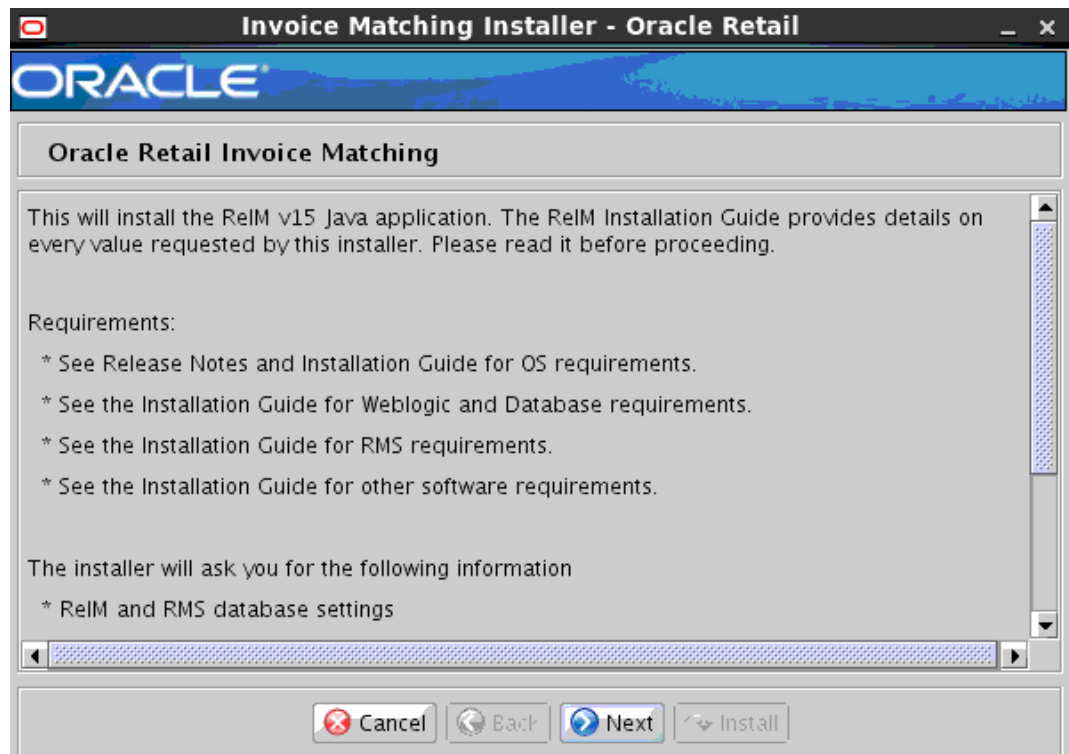 Invoice Matching Installer - Oracle Retail
ORACLE
Oracle Retail Invoice Matching
This will install the ReIM v15 Java application. The ReIM Installation Guide provides details on
every value requested by this installer. Please read it before proceeding.
Requirements:
* See Release Notes and Installation Guide for OS requirements.
* See the Installation Guide for Weblogic and Database requirements.
* See the Installation Guide for RMS requirements.
* See the Installation Guide for other software requirements.
The installer will ask you for the following information
* ReIM and RMS database settings
Cancel Back Next Install